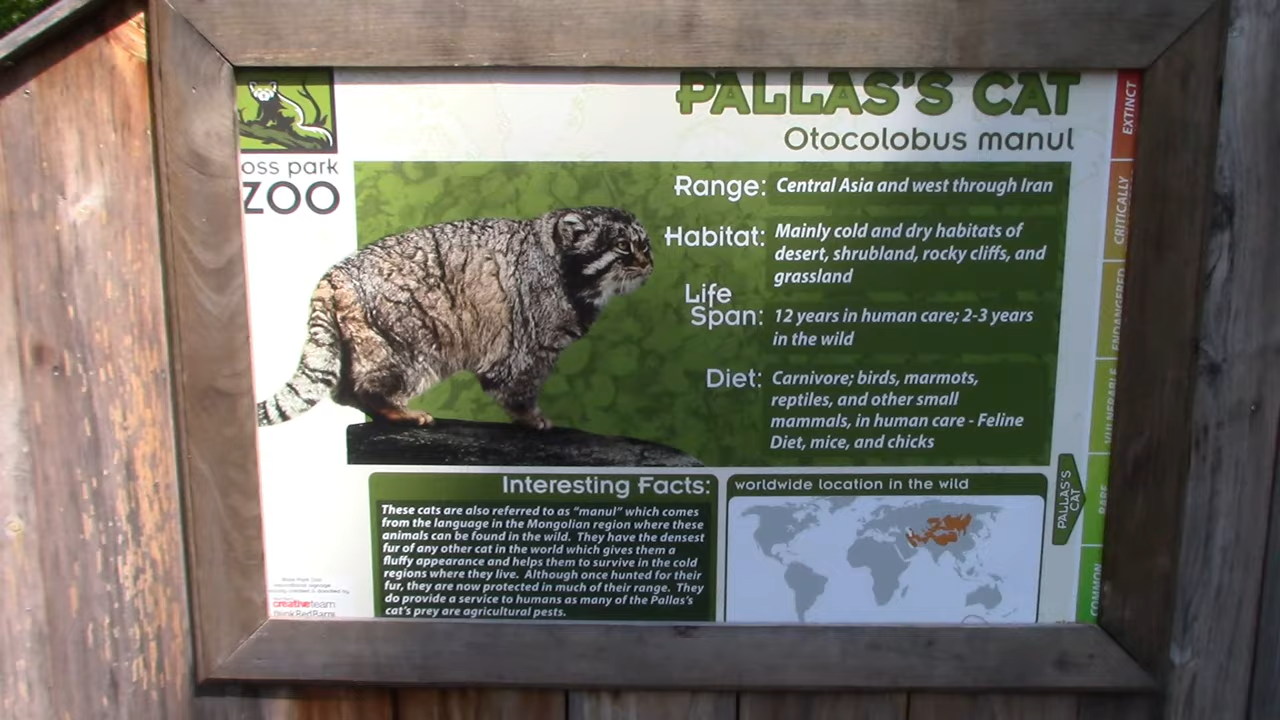 PALLAS'S CAT
Otocolobus manul
oss park
ZOO
Range: Central Asia and west through Iran
Habitat: Mainly cold and dry habitats of
desert, shrubland, rocky cliffs, and
grassland
Life
Span: 12 years in human care; 2-3 years
in the wild
Diet: Carnivore; birds, marmots,
reptiles, and other small
mammals, in human care - Feline
Diet, mice, and chicks
Interesting Facts:
These cats are also referred to as "manul" which comes
from the language in the Mongolian region where these
animals can be found in the wild. They have the densest
fur of any other cat in the world which gives them a
fluffy appearance and helps them to survive in the cold
regions where they live. Although once hunted for their
fur, they are now protected in much of their range. They
do provide a service to humans as many of the Pallas's
cat's prey are agricultural pests.
worldwide location in the wild
EXTINCT
CRITICALLY
ENDANGERED
VULNERABLE
RARE
COMMON
PALLAS'S
CAT
creativeteam